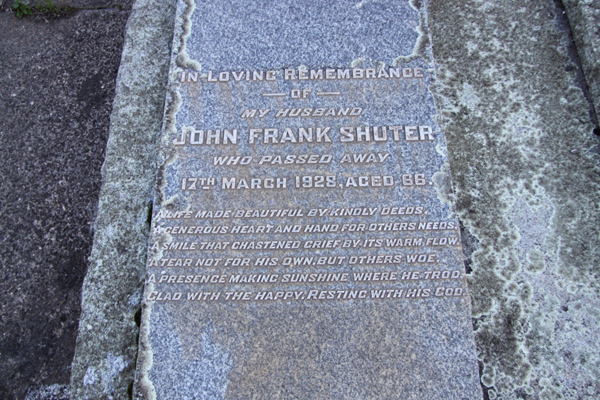 IN LOVING REMEMBRANCE
— OF —
MY HUSBAND
JOHN FRANK SHUTER
WHO PASSED AWAY
17TH MARCH 1928, AGED 66.
A LIFE MADE BEAUTIFUL BY KINDLY DEEDS,
A GENEROUS HEART AND HAND FOR OTHERS NEEDS.
A SMILE THAT CHASTENED GRIEF BY ITS WARM FLOW.
A TEAR NOT FOR HIS OWN, BUT OTHERS WOE;
A PRESENCE MAKING SUNSHINE WHERE HE TROD,
GLAD WITH THE HAPPY, RESTING WITH HIS GOD